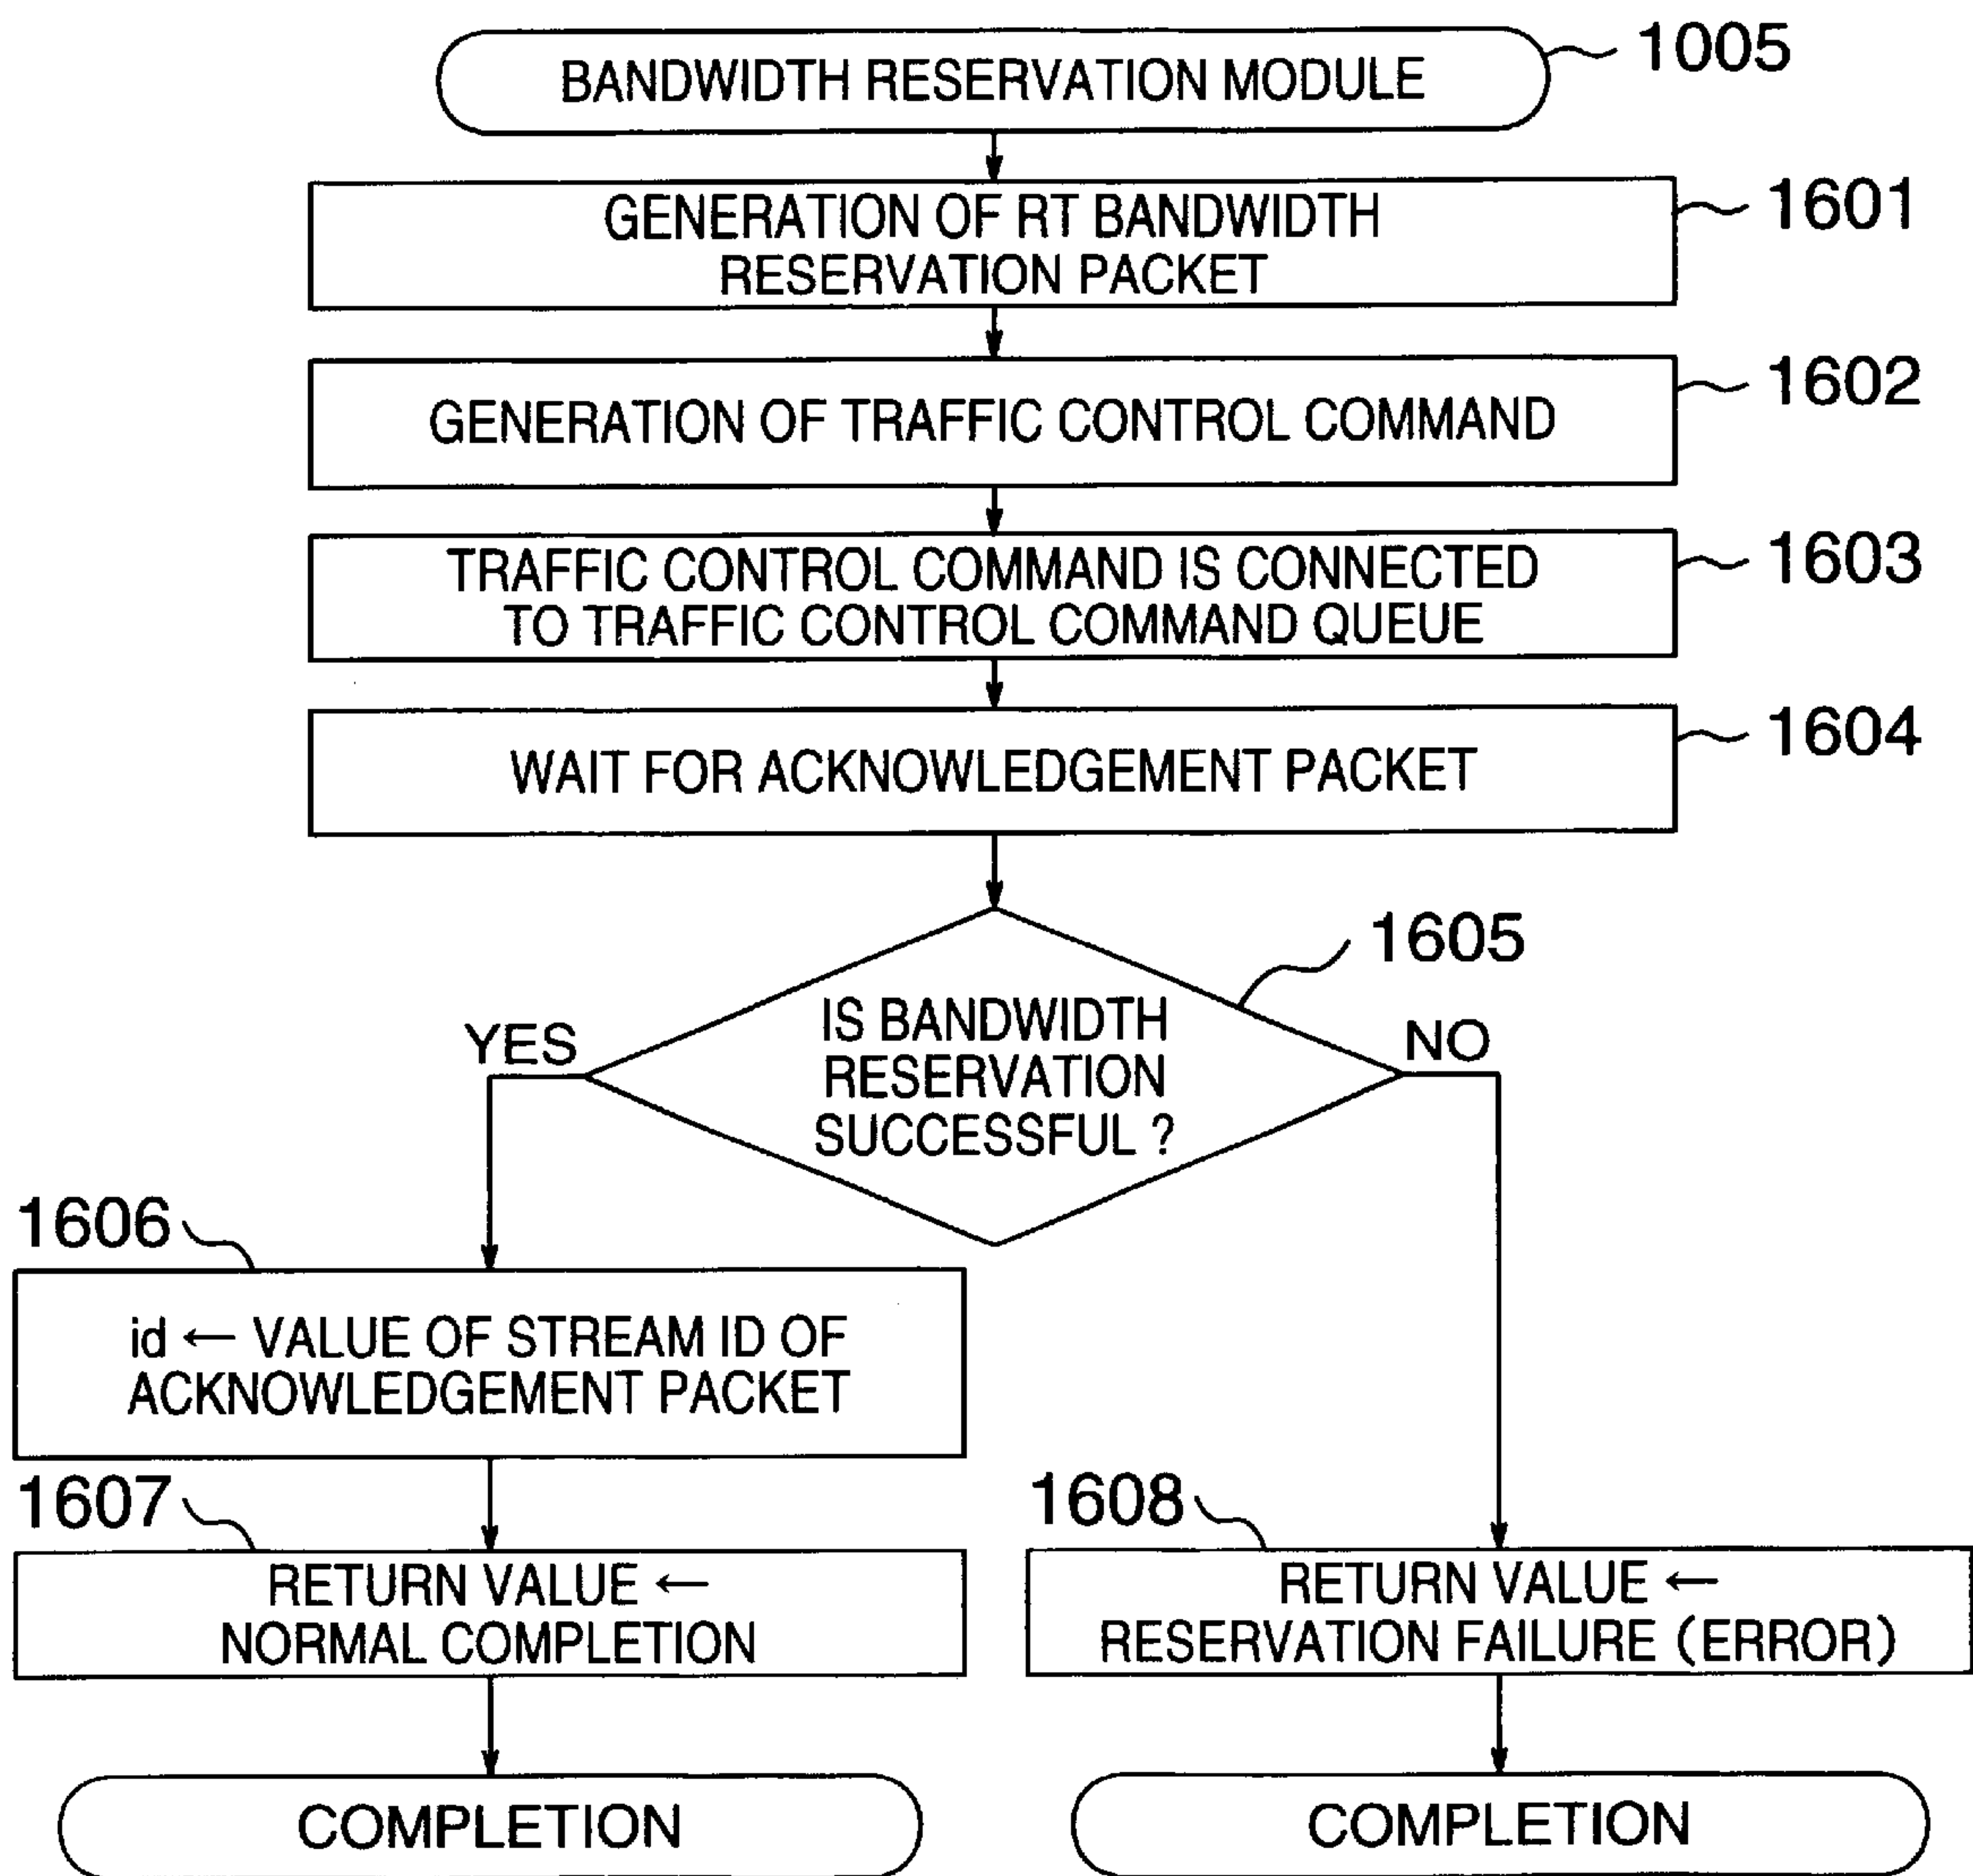 BANDWIDTH RESERVATION MODULE
1005
GENERATION OF RT BANDWIDTH
RESERVATION PACKET
1601
GENERATION OF TRAFFIC CONTROL COMMAND
1602
TRAFFIC CONTROL COMMAND IS CONNECTED
TO TRAFFIC CONTROL COMMAND QUEUE
1603
WAIT FOR ACKNOWLEDGEMENT PACKET
1604
1605
IS BANDWIDTH
RESERVATION
SUCCESSFUL ?
YES
NO
1606
id ← VALUE OF STREAM ID OF
ACKNOWLEDGEMENT PACKET
1607
RETURN VALUE ←
NORMAL COMPLETION
1608
RETURN VALUE ←
RESERVATION FAILURE (ERROR)
COMPLETION
COMPLETION